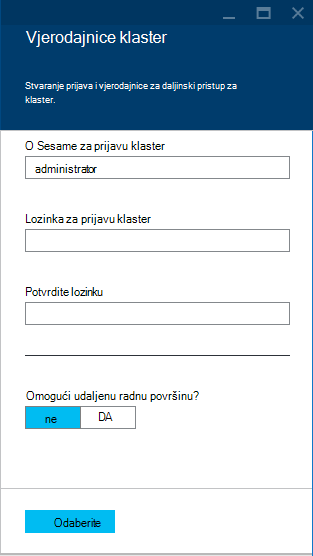 Vjerodajnice klaster
Stvaranje prijava i vjerodajnice za daljinski pristup za
klaster.
O Sesame za prijavu klaster
administrator
Lozinka za prijavu klaster
Potvrdite lozinku
Omogući udaljenu radnu površinu?
ne
DA
Odaberite